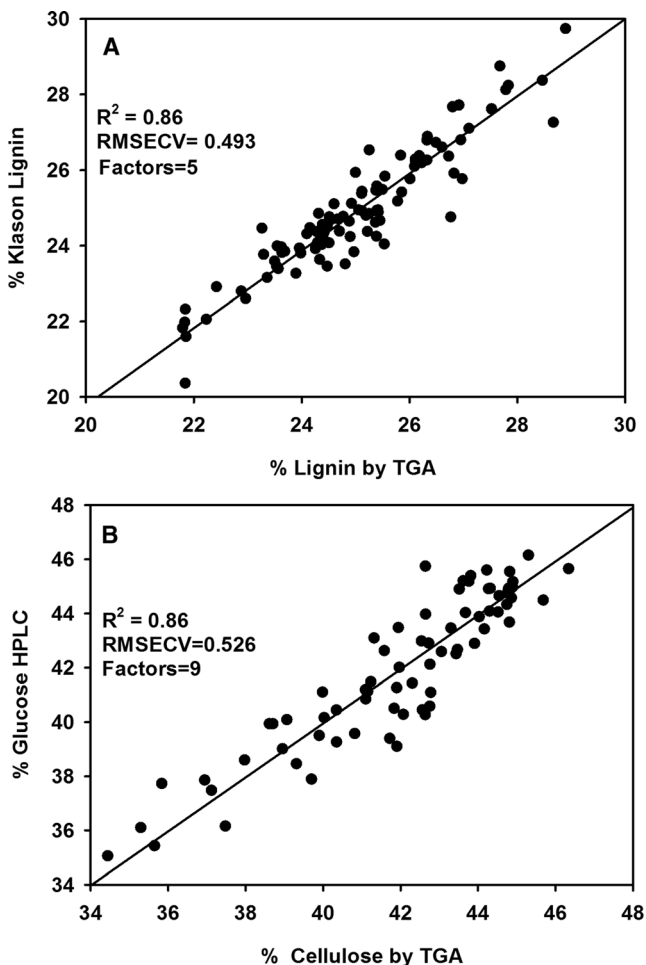 A
R² = 0.86
RMSECV= 0.493
Factors=5
% Klason Lignin
30
28
26
24
22
20
20 22 24 26 28 30
% Lignin by TGA
B
R² = 0.86
RMSECV=0.526
Factors=9
% Glucose HPLC
48
46
44
42
40
38
36
34
34 36 38 40 42 44 46 48
% Cellulose by TGA